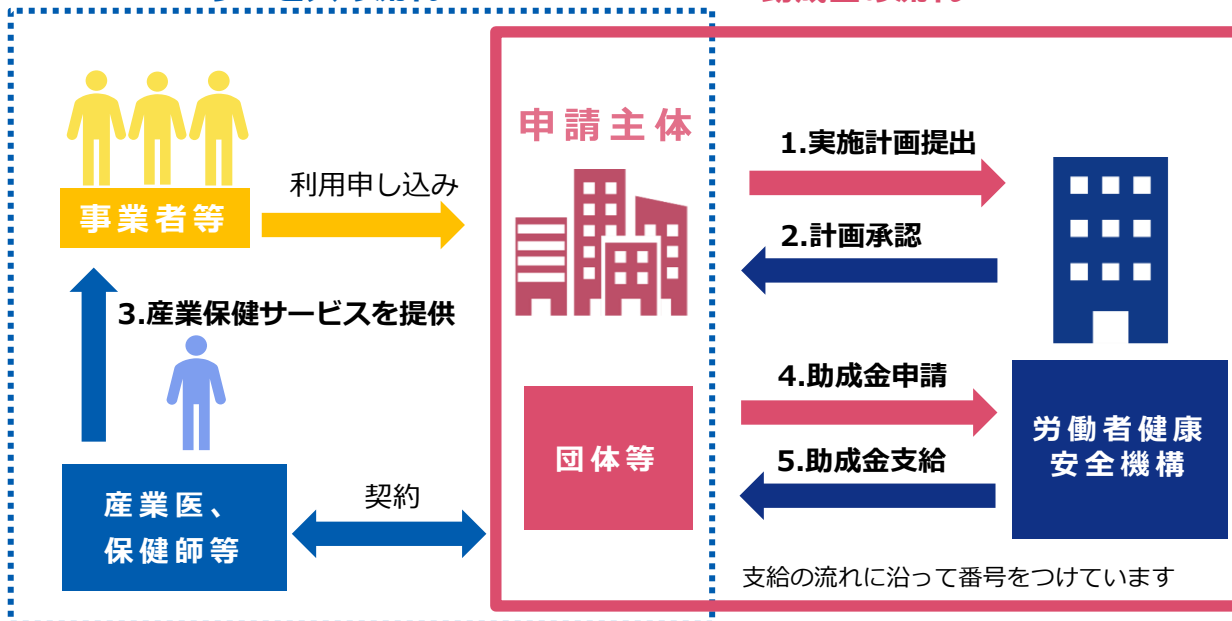 申請主体
1.実施計画提出
利用申し込み
事業者等
2.計画承認
3.産業保健サービスを提供
4.助成金申請
労働者健康
安全機構
団体等
5.助成金支給
契約
産業医、
保健師等
支給の流れに沿って番号をつけています